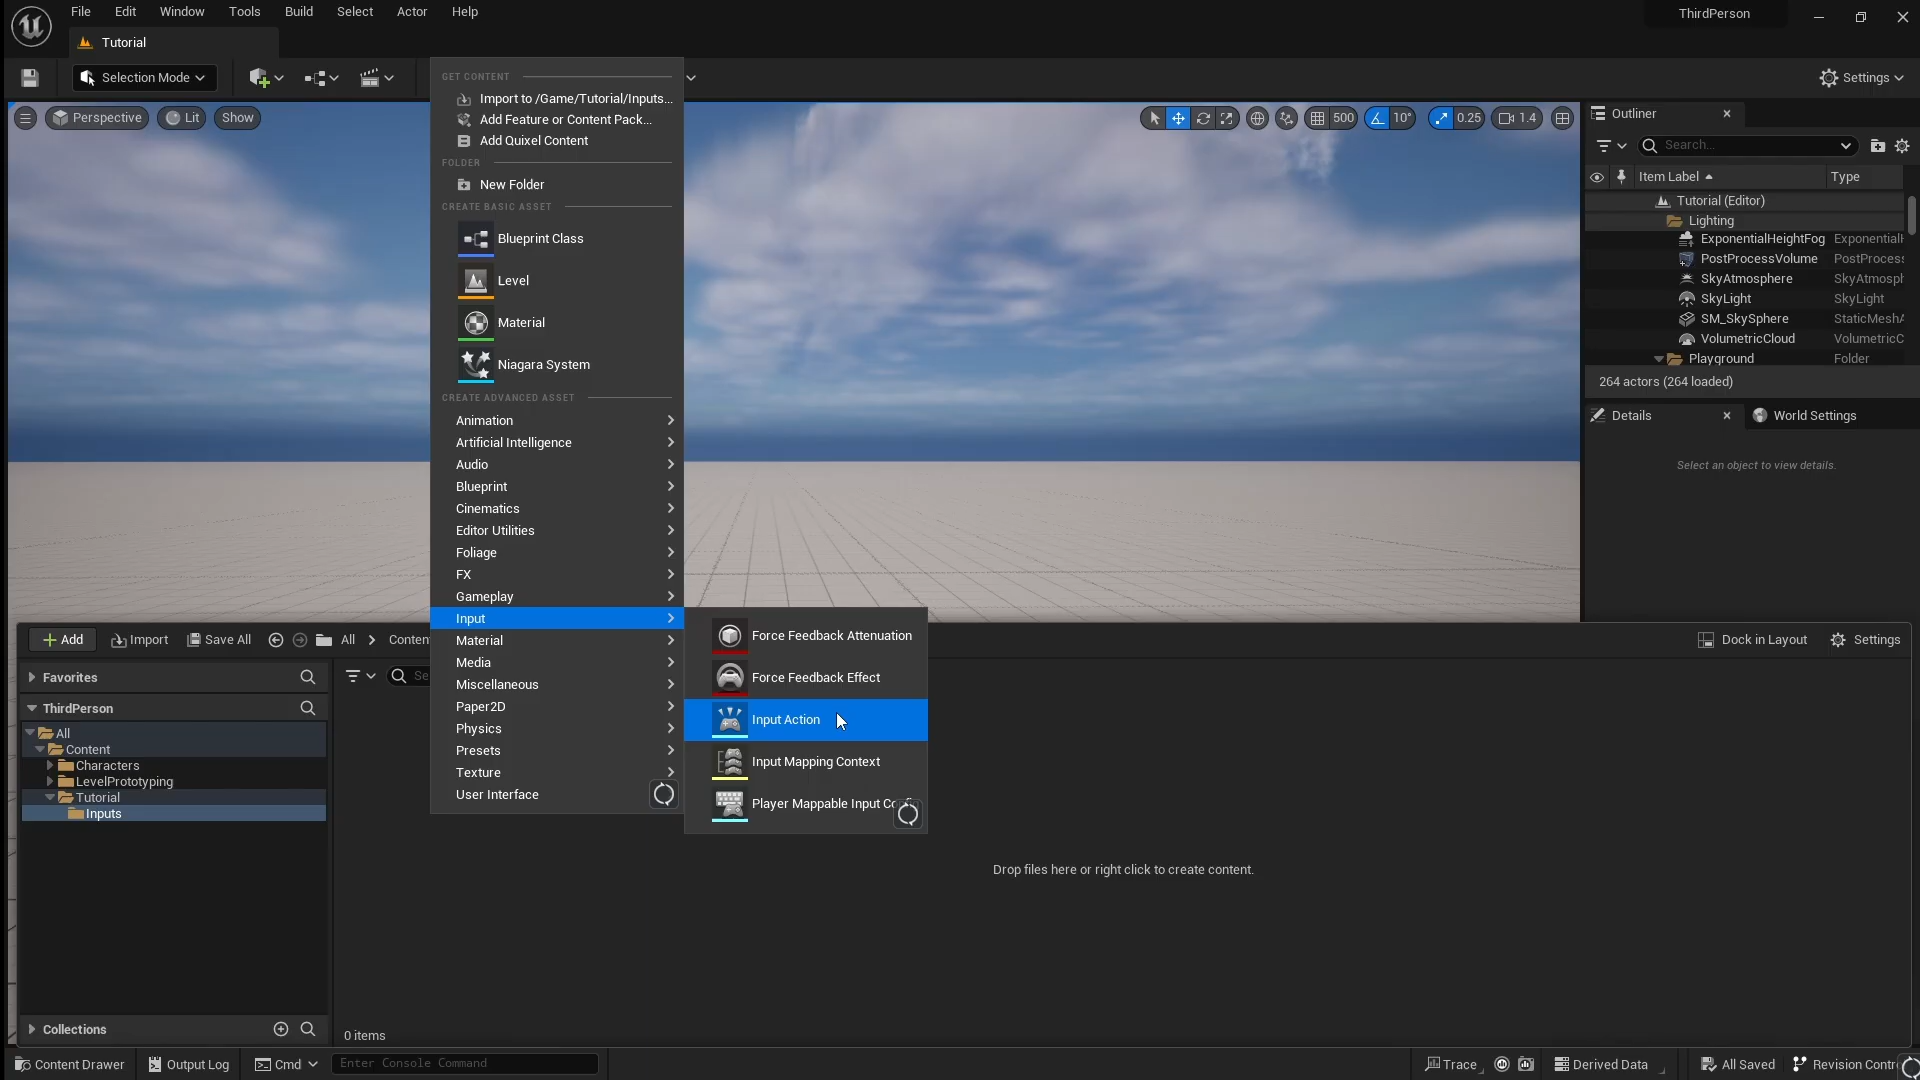 File Edit Window Tools Build Select Actor Help
ThirdPerson
Tutorial
Selection Mode
Settings
Perspective Lit Show
500 10° 0.25 1.4
GET CONTENT
Import to /Game/Tutorial/Inputs...
Add Feature or Content Pack...
Add Quixel Content
FOLDER
New Folder
CREATE BASIC ASSET
Blueprint Class
Level
Material
Niagara System
CREATE ADVANCED ASSET
Animation
Artificial Intelligence
Audio
Blueprint
Cinematics
Editor Utilities
Foliage
FX
Gameplay
Input
Material
Media
Miscellaneous
Paper2D
Physics
Presets
Texture
User Interface
Force Feedback Attenuation
Force Feedback Effect
Input Action
Input Mapping Context
Player Mappable Input
Outliner
Search...
Item Label Type
Tutorial (Editor)
Lighting
ExponentialHeightFog Exponential
PostProcessVolume PostProcess
SkyAtmosphere SkyAtmosph
SkyLight SkyLight
SM_SkySphere StaticMesh
VolumetricCloud VolumetricC
Playground Folder
264 actors (264 loaded)
Details World Settings
Select an object to view details.
Add Import Save All All Conten
Dock in Layout Settings
Favorites
Se
ThirdPerson
All
Content
Characters
LevelPrototyping
Tutorial
Inputs
Drop files here or right click to create content.
Collections
0 items
Content Drawer Output Log Cmd Enter Console Command
Trace Derived Data All Saved Revision Contr